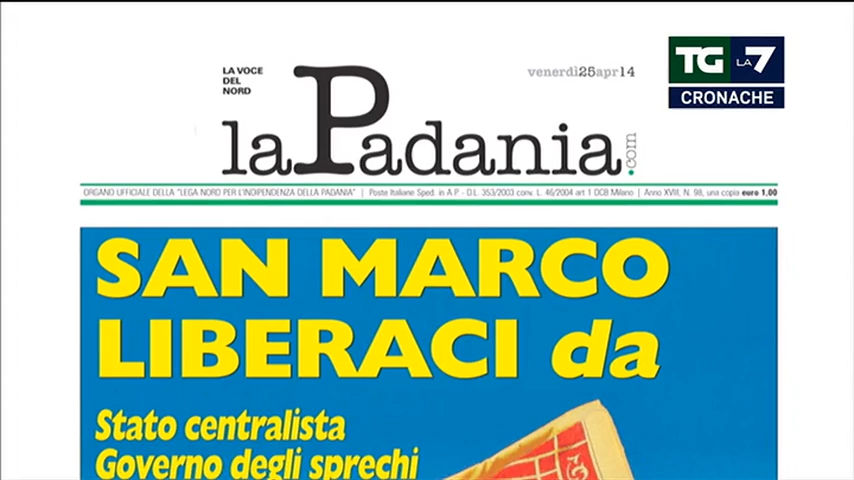 LA VOCE
DEL
NORD
laPadania.com
venerdì25apr14
TG LA 7
CRONACHE
ORGANO UFFICIALE DELLA "LEGA NORD PER L'INDIPENDENZA DELLA PADANIA" | Poste Italiane Sped. in A.P. - D.L. 353/2003 conv. L. 46/2004 art 1 DCB Milano | Anno XVIII, N. 98, una copia euro 1,00
SAN MARCO
LIBERACI da
Stato centralista
Governo degli sprechi